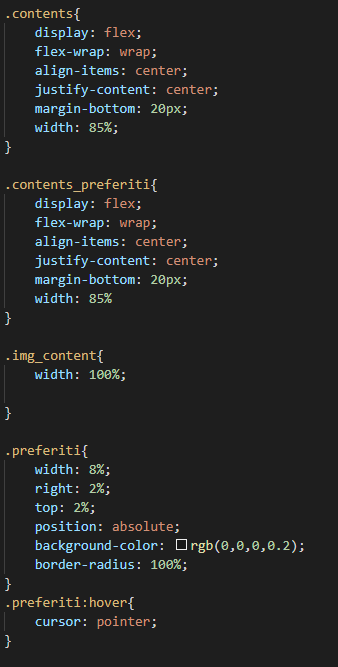 .contents{
    display: flex;
    flex-wrap: wrap;
    align-items: center;
    justify-content: center;
    margin-bottom: 20px;
    width: 85%;
}

.contents_preferiti{
    display: flex;
    flex-wrap: wrap;
    align-items: center;
    justify-content: center;
    margin-bottom: 20px;
    width: 85%
}

.img_content{
    width: 100%;

}

.preferiti{
    width: 8%;
    right: 2%;
    top: 2%;
    position: absolute;
    background-color: rgb(0,0,0,0.2);
    border-radius: 100%;
}
.preferiti:hover{
    cursor: pointer;
}